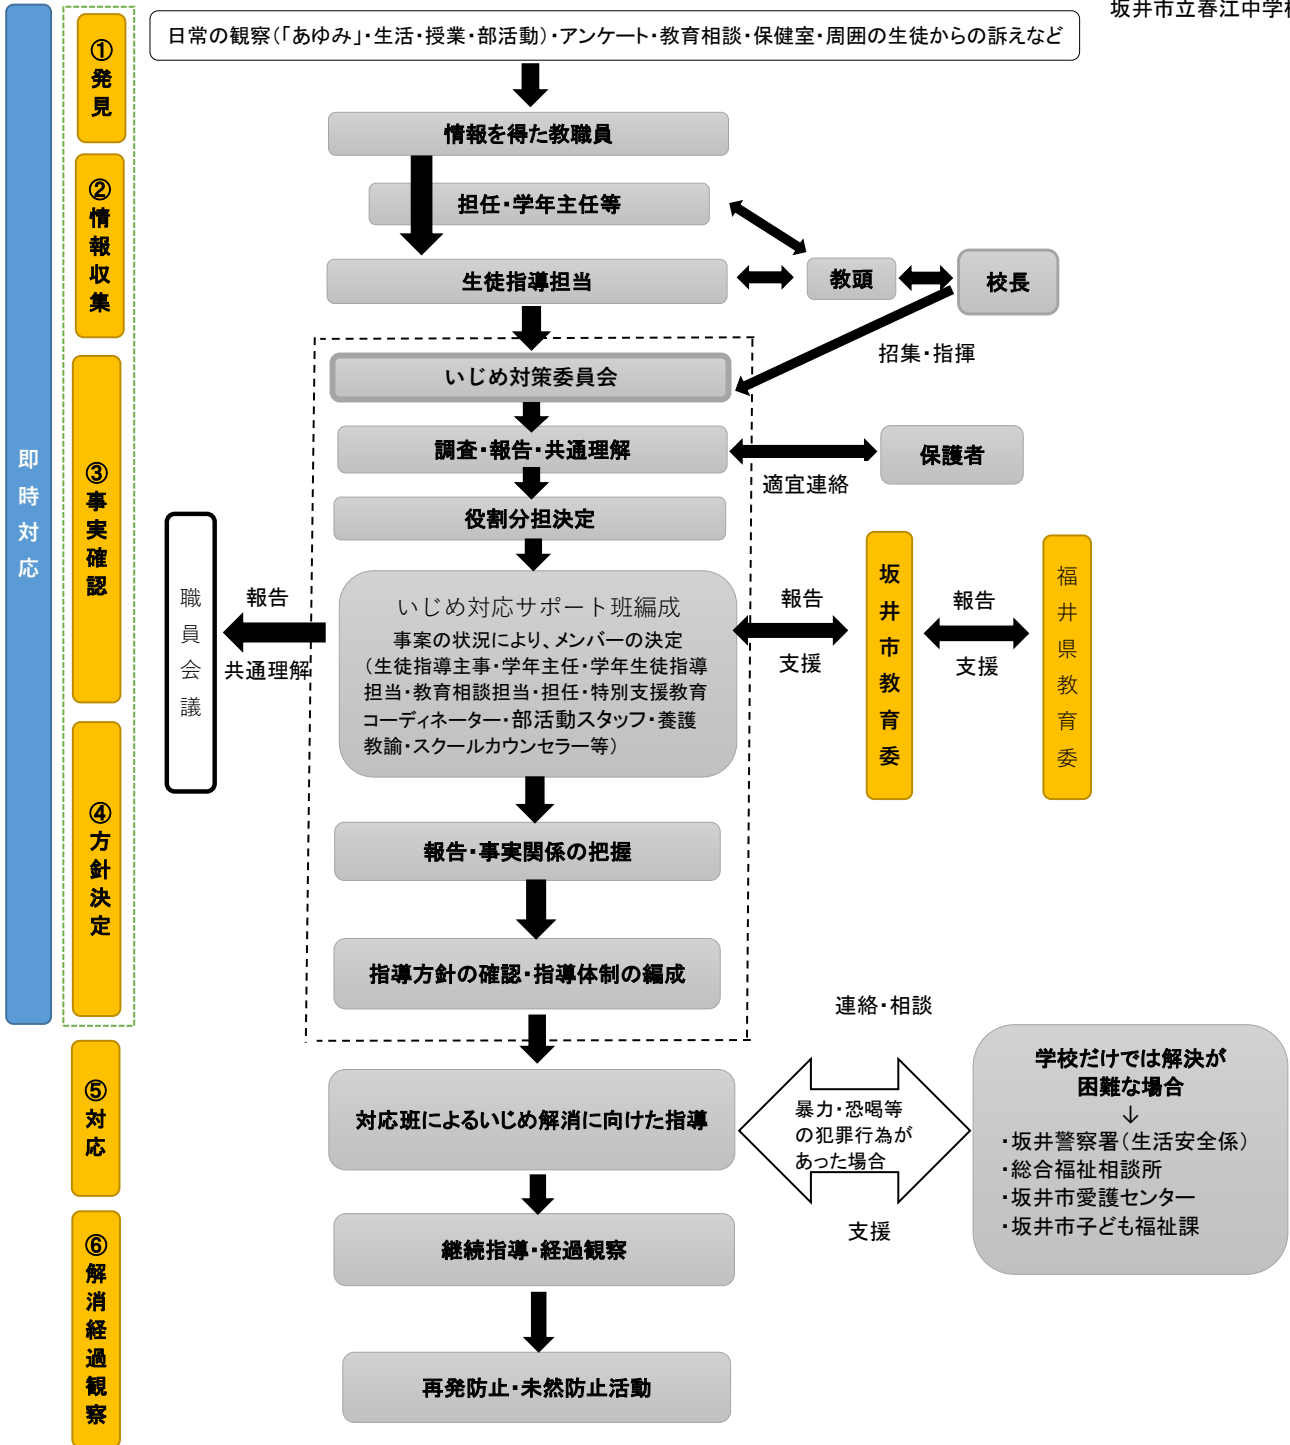 坂井市立春江中学校
日常の観察(「あゆみ」・生活・授業・部活動)・アンケート・教育相談・保健室・周囲の生徒からの訴えなど
①発見
情報を得た教職員
②情報収集
担任・学年主任等
生徒指導担当
教頭
校長
招集・指揮
いじめ対策委員会
即時対応
③事実確認
調査・報告・共通理解
保護者
適宜連絡
役割分担決定
職員会議
報告
共通理解
いじめ対応サポート班編成
事案の状況により、メンバーの決定
(生徒指導主事・学年主任・学年生徒指導
担当・教育相談担当・担任・特別支援教育
コーディネーター・部活動スタッフ・養護
教諭・スクールカウンセラー等)
報告
支援
坂井市教育委
報告
支援
福井県教育委
④方針決定
報告・事実関係の把握
指導方針の確認・指導体制の編成
連絡・相談
⑤対応
対応班によるいじめ解消に向けた指導
暴力・恐喝等
の犯罪行為が
あった場合
支援
学校だけでは解決が
困難な場合
↓
・坂井警察署(生活安全係)
・総合福祉相談所
・坂井市愛護センター
・坂井市子ども福祉課
⑥解消経過観察
継続指導・経過観察
再発防止・未然防止活動